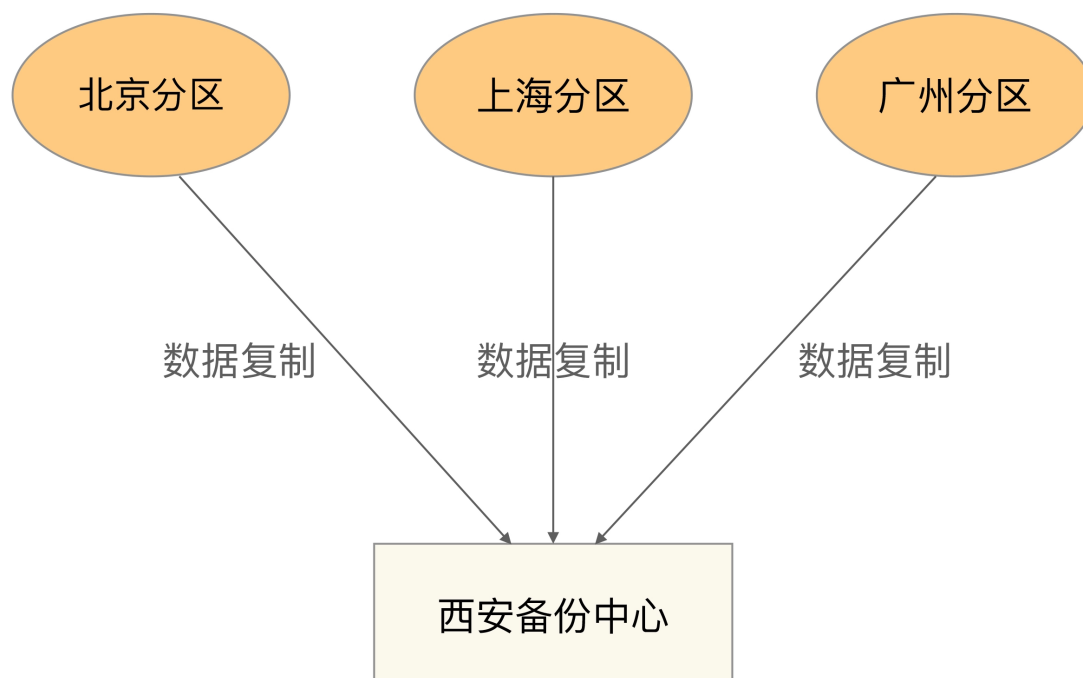 北京分区
上海分区
广州分区
数据复制
数据复制
数据复制
西安备份中心